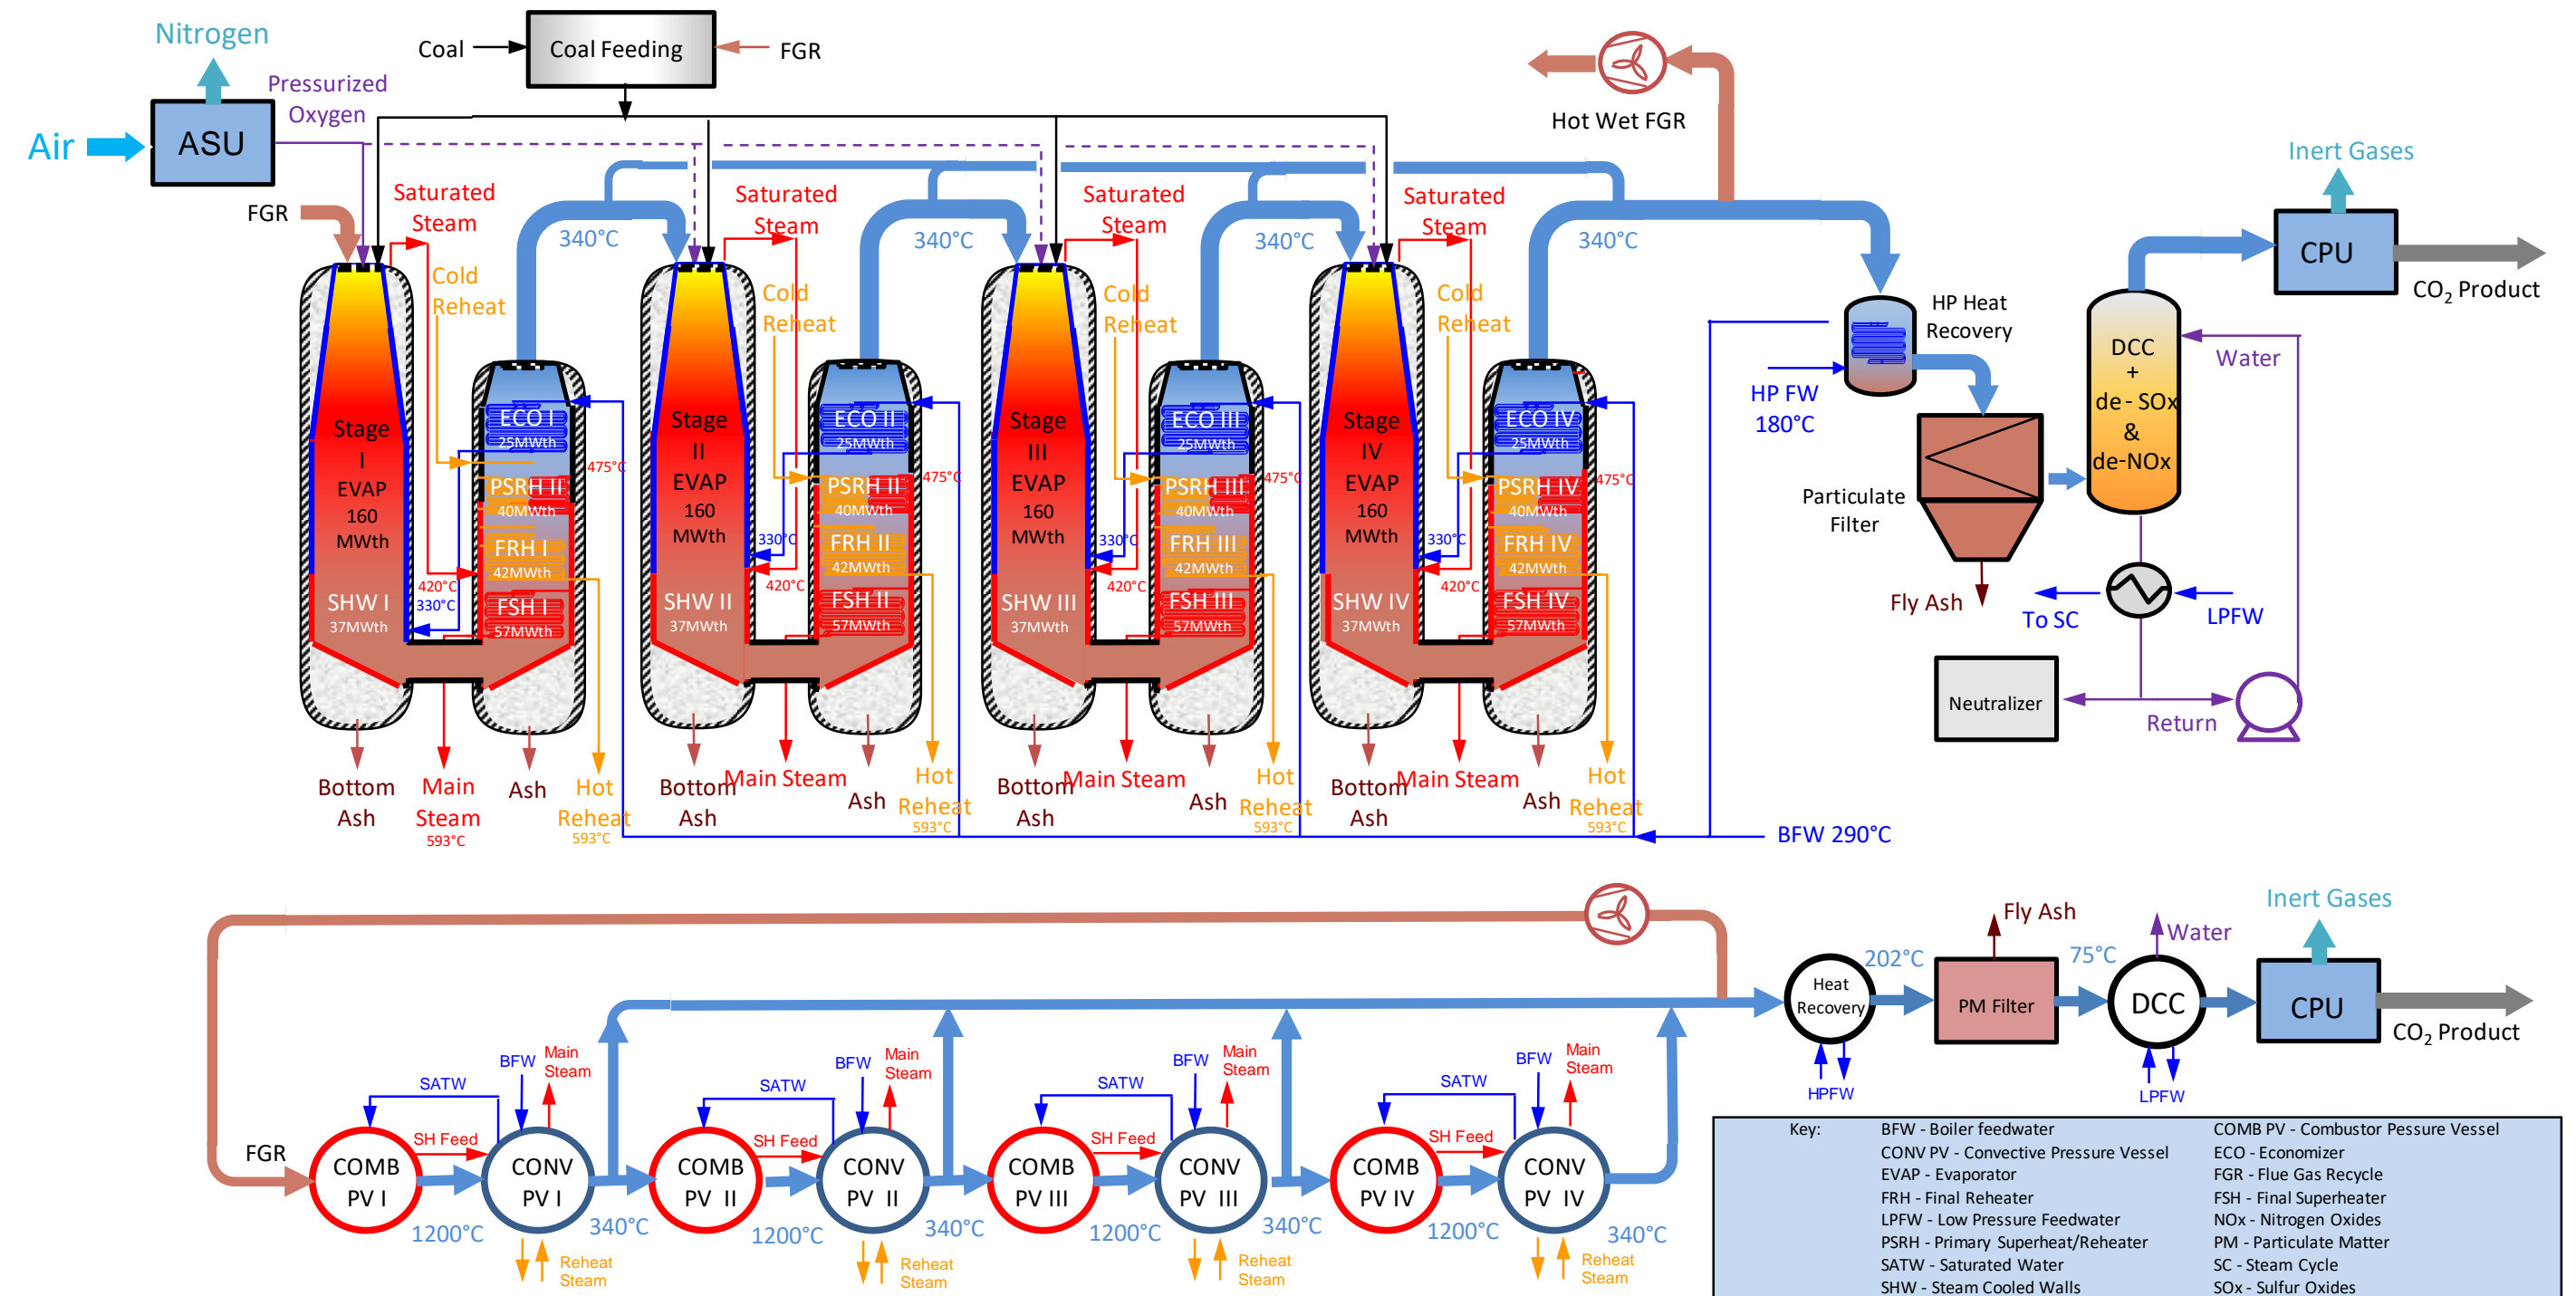 Nitrogen
Coal
Coal Feeding
FGR
Pressurized
Oxygen
Air
ASU
Hot Wet FGR
Inert Gases
CPU
CO₂ Product
FGR
Saturated
Steam
340°C
Saturated
Steam
340°C
340°C
Saturated
Steam
340°C
Cold
Reheat
Cold
Reheat
Cold
Reheat
Cold
Reheat
HP Heat
Recovery
HP FW
180°C
Water
DCC
+
de - SOx
&
de-NOx
Particulate
Filter
Fly Ash
To SC
LPFW
Neutralizer
Return
Stage
I
EVAP
160
MWth
SHW I
37MWth
ECO I
25MWth
475°C
PSRH II
40MWth
FRH I
42MWth
420°C
330°C
FSH I
57MWth
Stage
II
EVAP
160
MWth
SHW II
37MWth
ECO II
25MWth
475°C
PSRH II
40MWth
330°C
FRH II
42MWth
420°C
FSH II
57MWth
Stage
III
EVAP
160
MWth
SHW III
37MWth
ECO III
25MWth
475°C
PSRH III
40MWth
330°C
FRH III
42MWth
420°C
FSH III
57MWth
Stage
IV
EVAP
160
MWth
SHW IV
37MWth
ECO IV
25MWth
475°C
PSRH IV
40MWth
330°C
FRH IV
42MWth
420°C
FSH IV
57MWth
Bottom
Ash
Main
Steam
593°C
Ash
Hot
Reheat
593°C
Bottom
Ash
Main Steam
Ash
Hot
Reheat
593°C
Bottom
Ash
Main Steam
Ash
Hot
Reheat
593°C
Bottom
Ash
Main Steam
Ash
Hot
Reheat
593°C
BFW 290°C
Fly Ash
Water
Inert Gases
Heat
Recovery
202°C
PM Filter
75°C
DCC
CPU
CO₂ Product
HPFW
LPFW
FGR
COMB
PV I
SATW
SH Feed
1200°C
BFW
Main
Steam
CONV
PV I
340°C
Reheat
Steam
COMB
PV II
SATW
SH Feed
1200°C
BFW
Main
Steam
CONV
PV II
340°C
Reheat
Steam
COMB
PV III
SATW
SH Feed
1200°C
BFW
Main
Steam
CONV
PV III
340°C
Reheat
Steam
COMB
PV IV
SATW
SH Feed
1200°C
BFW
Main
Steam
CONV
PV IV
340°C
Reheat
Steam
Key:
BFW - Boiler feedwater
COMB PV - Combustor Pessure Vessel
CONV PV - Convective Pressure Vessel
ECO - Economizer
EVAP - Evaporator
FGR - Flue Gas Recycle
FRH - Final Reheater
FSH - Final Superheater
LPFW - Low Pressure Feedwater
NOx - Nitrogen Oxides
PSRH - Primary Superheat/Reheater
PM - Particulate Matter
SATW - Saturated Water
SC - Steam Cycle
SHW - Steam Cooled Walls
SOx - Sulfur Oxides